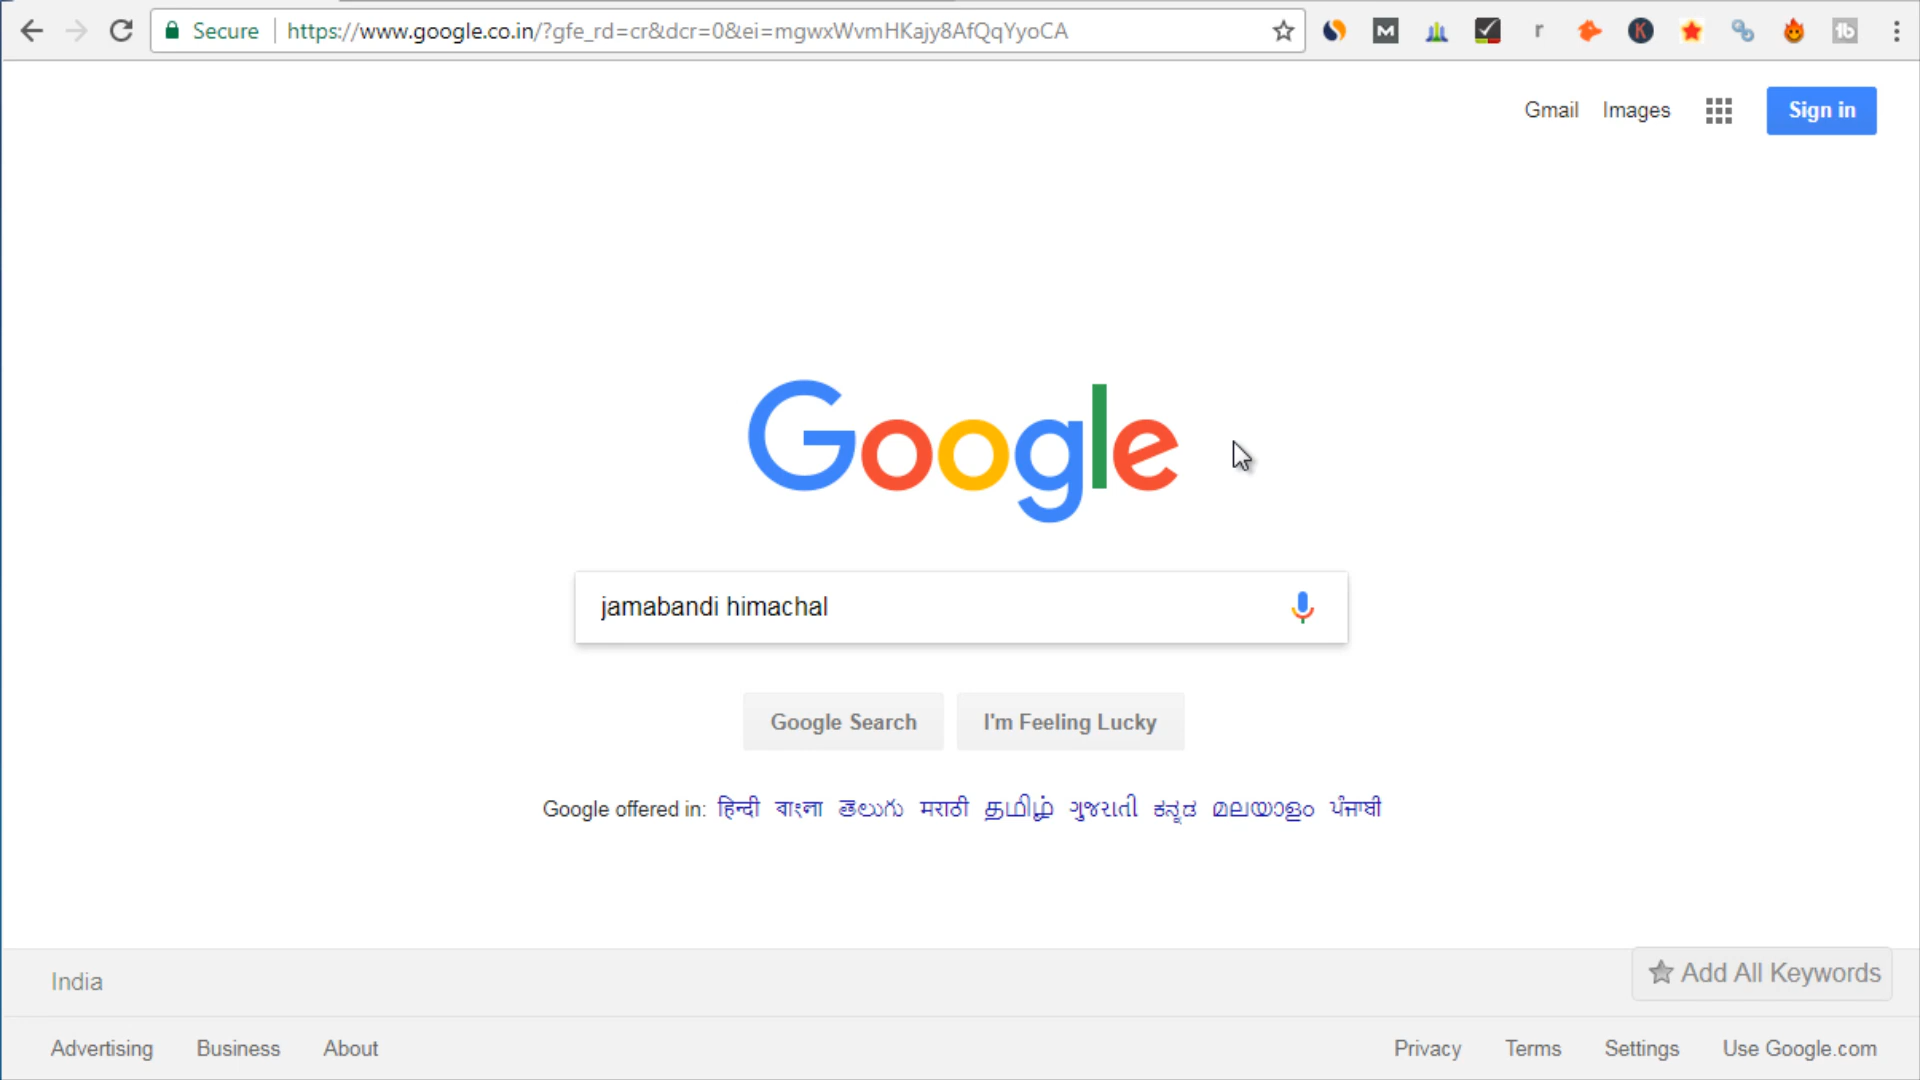 Secure https://www.google.co.in/?gfe_rd=cr&dcr=0&ei=mgwxWvmHKajy8AfQqYyoCA
Gmail Images Sign in
Google
jamabandi himachal
Google Search I'm Feeling Lucky
Google offered in: हिन्दी বাংলা తెలుగు मराठी தமிழ் ગુજરાતી ಕನ್ನಡ മലയാളം ਪੰਜਾਬੀ
India Add All Keywords
Advertising Business About Privacy Terms Settings Use Google.com